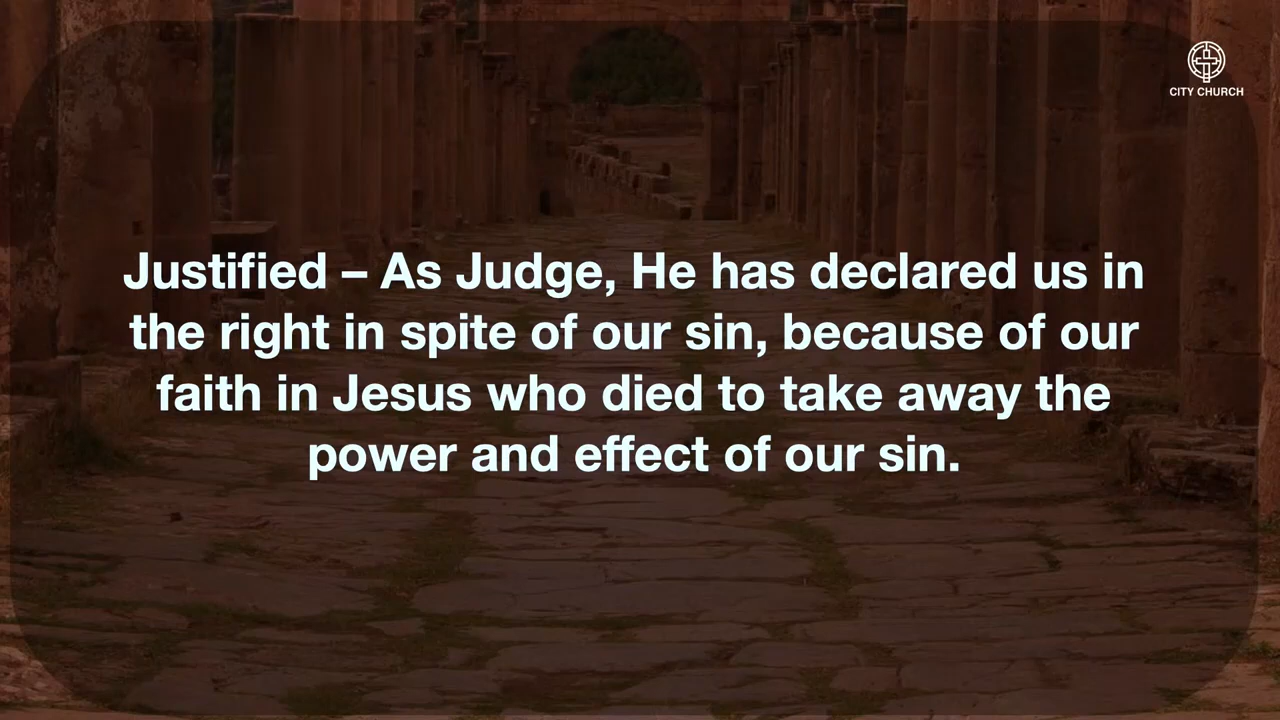 CITY CHURCH
Justified – As Judge, He has declared us in
the right in spite of our sin, because of our
faith in Jesus who died to take away the
power and effect of our sin.